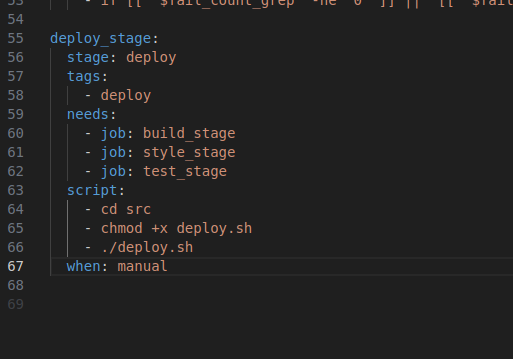 53 - if [[ "$fail_count_grep" -ne "0" ]] || [[ "$fail
54
55 deploy_stage:
56 stage: deploy
57 tags:
58 - deploy
59 needs:
60 - job: build_stage
61 - job: style_stage
62 - job: test_stage
63 script:
64 - cd src
65 - chmod +x deploy.sh
66 - ./deploy.sh
67 when: manual
68
69